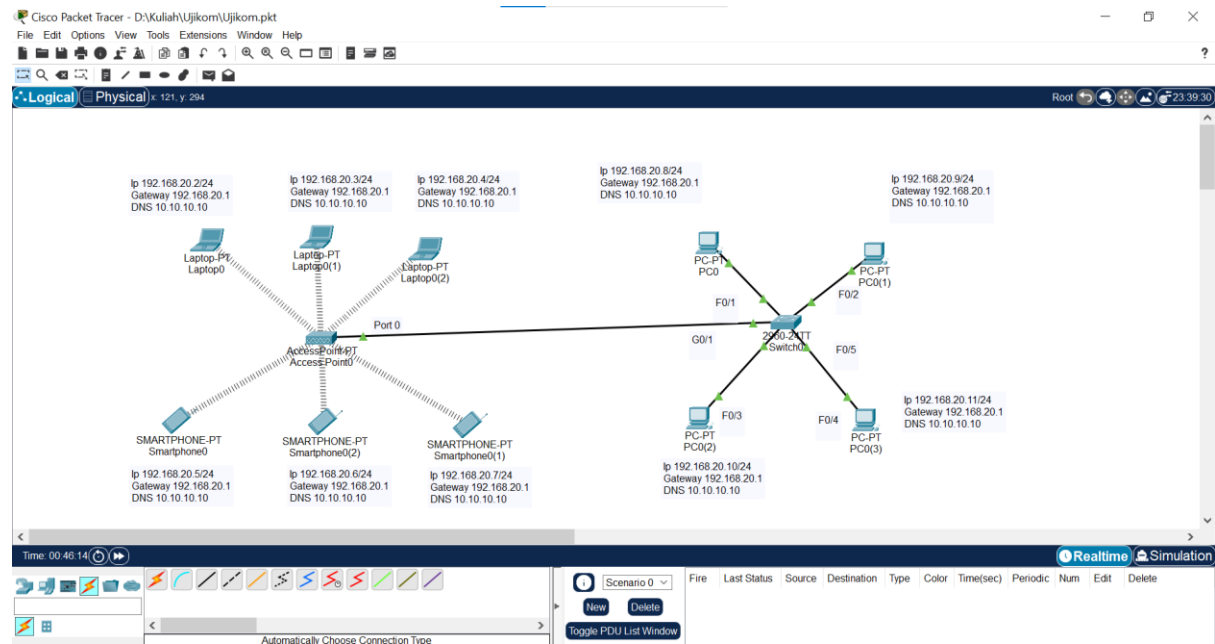 Cisco Packet Tracer - D:\Kuliah\Ujikom\Ujikom.pkt
File Edit Options View Tools Extensions Window Help
?
Logical Physical x: 121, y: 294
Root 23:39:30
Ip 192.168.20.2/24
Gateway 192.168.20.1
DNS 10.10.10.10
Ip 192.168.20.3/24
Gateway 192.168.20.1
DNS 10.10.10.10
Ip 192.168.20.4/24
Gateway 192.168.20.1
DNS 10.10.10.10
Ip 192.168.20.8/24
Gateway 192.168.20.1
DNS 10.10.10.10
Ip 192.168.20.9/24
Gateway 192.168.20.1
DNS 10.10.10.10
Laptop-PT
Laptop0
Laptop-PT
Laptop0(1)
Laptop-PT
Laptop0(2)
PC-PT
PC0
PC-PT
PC0(1)
F0/1
F0/2
Port 0
G0/1
2960-24TT
Switch0
F0/5
AccessPoint-PT
Access Point0
F0/3
F0/4
PC-PT
PC0(2)
PC-PT
PC0(3)
Ip 192.168.20.11/24
Gateway 192.168.20.1
DNS 10.10.10.10
SMARTPHONE-PT
Smartphone0
SMARTPHONE-PT
Smartphone0(2)
SMARTPHONE-PT
Smartphone0(1)
Ip 192.168.20.5/24
Gateway 192.168.20.1
DNS 10.10.10.10
Ip 192.168.20.6/24
Gateway 192.168.20.1
DNS 10.10.10.10
Ip 192.168.20.7/24
Gateway 192.168.20.1
DNS 10.10.10.10
Ip 192.168.20.10/24
Gateway 192.168.20.1
DNS 10.10.10.10
Time: 00:46:14
Realtime Simulation
Scenario 0
New Delete
Toggle PDU List Window
Fire Last Status Source Destination Type Color Time(sec) Periodic Num Edit Delete
Automatically Choose Connection Type